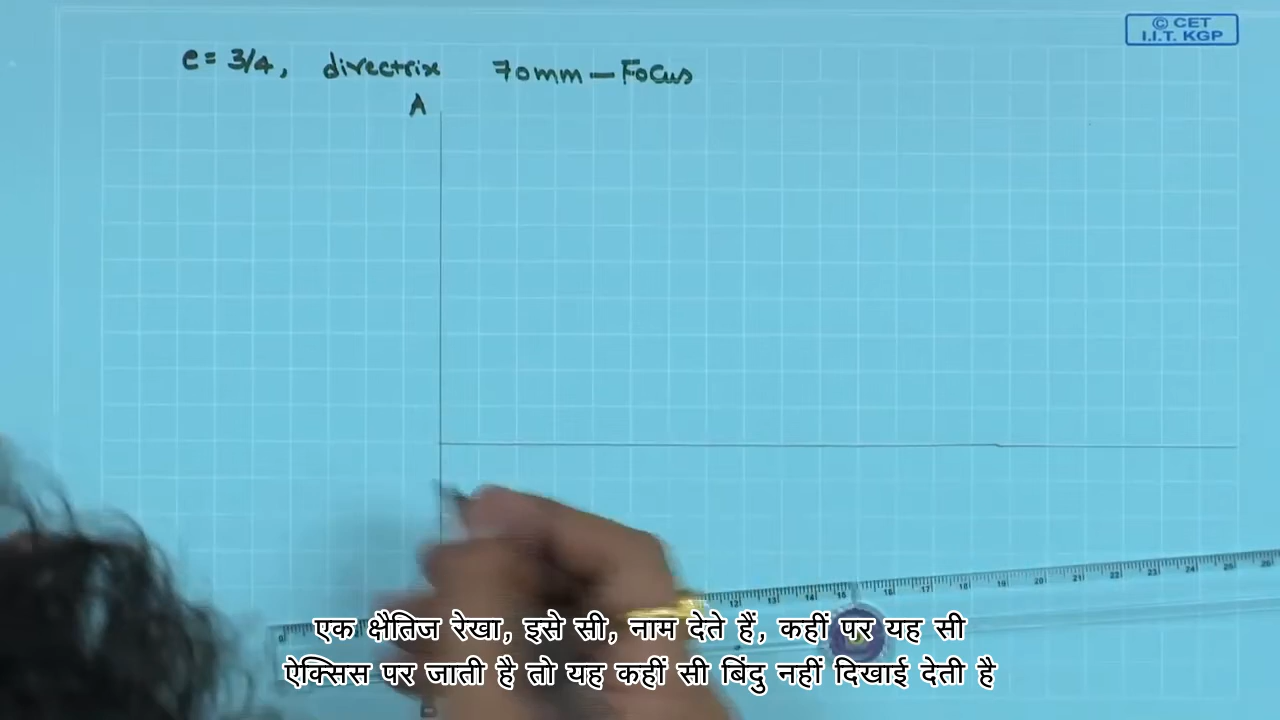 © CET
I.I.T. KGP
e = 3/4, directrix 70mm — Focus
A
एक क्षैतिज रेखा, इसे सी, नाम देते हैं, कहीं पर यह सी
ऐक्सिस पर जाती है तो यह कहीं सी बिंदु नहीं दिखाई देती है